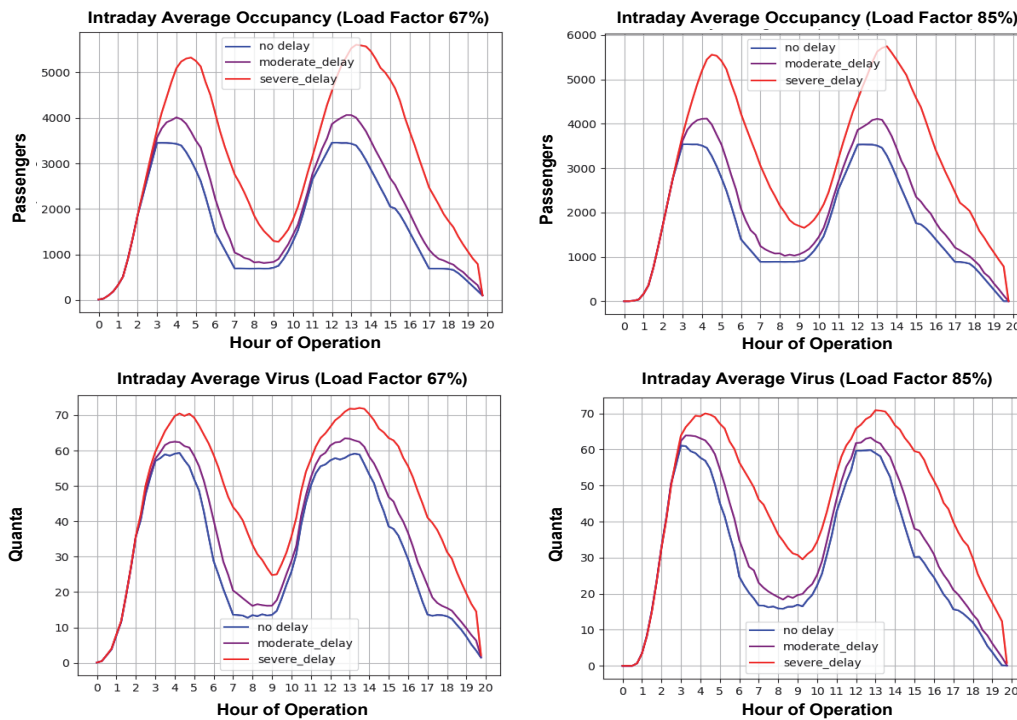 Intraday Average Occupancy (Load Factor 67%)
no delay
moderate_delay
severe_delay
Passengers
5000
4000
3000
2000
1000
0
0 1 2 3 4 5 6 7 8 9 10 11 12 13 14 15 16 17 18 19 20
Hour of Operation
Intraday Average Occupancy (Load Factor 85%)
no delay
moderate_delay
severe_delay
Passengers
6000
5000
4000
3000
2000
1000
0
0 1 2 3 4 5 6 7 8 9 10 11 12 13 14 15 16 17 18 19 20
Hour of Operation
Intraday Average Virus (Load Factor 67%)
Quanta
70
60
50
40
30
20
10
0
no delay
moderate_delay
severe_delay
0 1 2 3 4 5 6 7 8 9 10 11 12 13 14 15 16 17 18 19 20
Hour of Operation
Intraday Average Virus (Load Factor 85%)
Quanta
70
60
50
40
30
20
10
0
no delay
moderate_delay
severe_delay
0 1 2 3 4 5 6 7 8 9 10 11 12 13 14 15 16 17 18 19 20
Hour of Operation